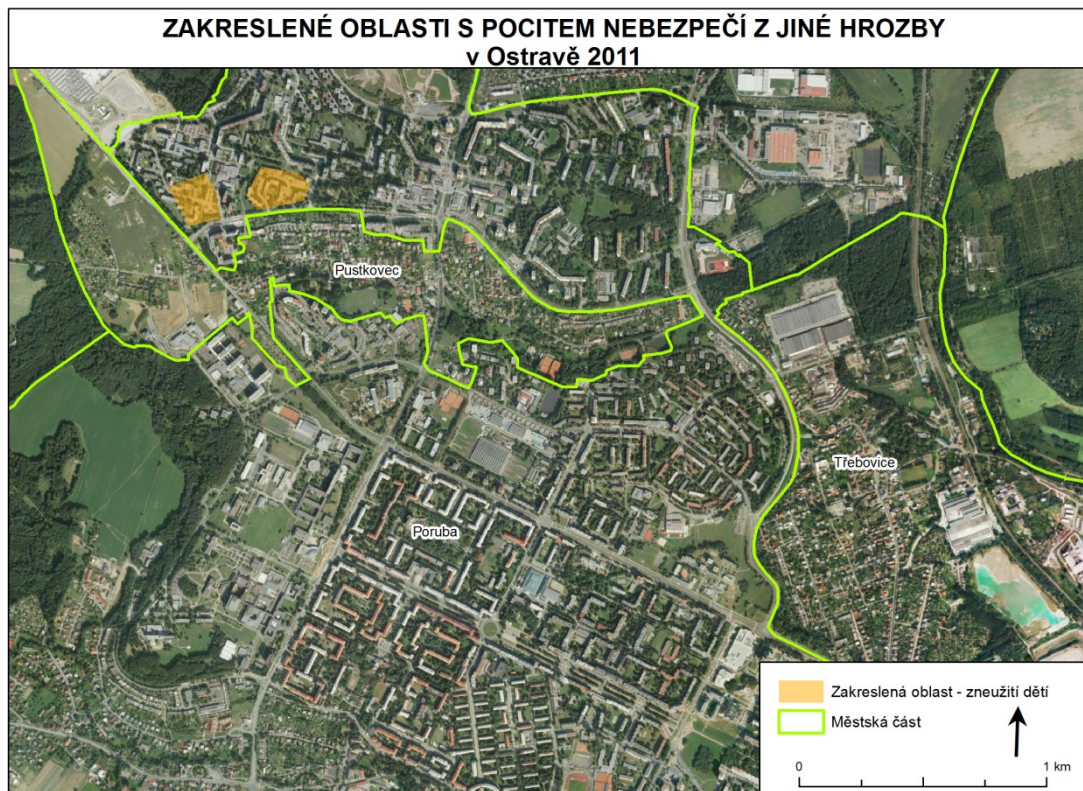 ZAKRESLENÉ OBLASTI S POCITEM NEBEZPEČÍ Z JINÉ HROZBY
v Ostravě 2011
Pustkovec
Třebovice
Poruba
Zakreslená oblast - zneužití dětí
Městská část
0 1 km